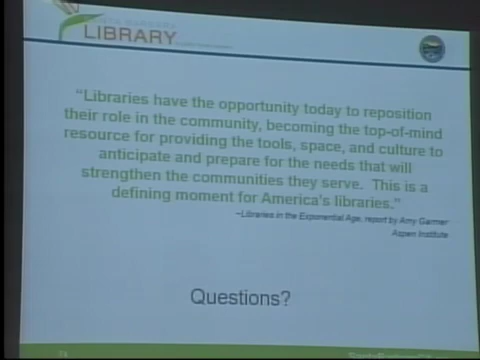 LIBRARY
“Libraries have the opportunity today to reposition
their role in the community, becoming the top-of-mind
resource for providing the tools, space, and culture to
anticipate and prepare for the needs that will
strengthen the communities they serve. This is a
defining moment for America's libraries.”
~Libraries in the Exponential Age, report by Amy Garmer
Aspen Institute
Questions?